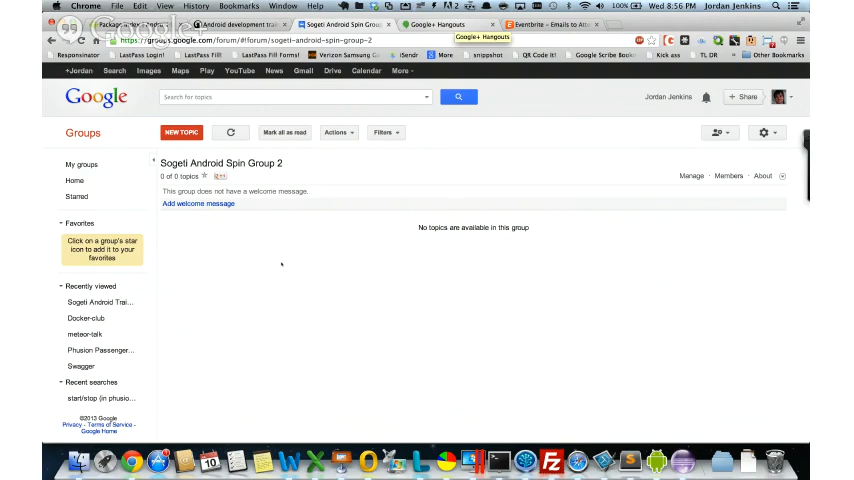 Chrome File Edit View History Bookmarks Window Help 100% Wed 8:56 PM Jordan Jenkins
Google+
Android development train
Sogeti Android Spin Grou
Google+ Hangouts
Eventbrite – Emails to Atte
https://groups.google.com/forum/#!forum/sogeti-android-spin-group-2
Google+ Hangouts
Responsinator LastPass Login! LastPass Fill Forms! Verizon Samsung G iSendr More snippshot QR Code It! Google Scribe Book Kick ass TL DR » Other Bookmarks
+Jordan Search Images Maps Play YouTube News Gmail Drive Calendar More
Google Search for topics Jordan Jenkins + Share
Groups NEW TOPIC Mark all as read Actions Filters
Sogeti Android Spin Group 2
0 of 0 topics
Manage · Members · About
This group does not have a welcome message.
Add welcome message
No topics are available in this group
My groups
Home
Starred
Favorites
Click on a group's star
icon to add it to your
favorites
Recently viewed
Sogeti Android Trai...
Docker-club
meteor-talk
Phusion Passenger...
Swagger
Recent searches
start/stop (in phusio...
©2013 Google
Privacy - Terms of Service -
Google Home
10